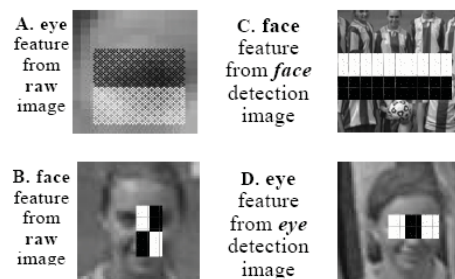 A. eye
feature
from
raw
image
C. face
feature
from face
detection
image
B. face
feature
from
raw
image
D. eye
feature
from eye
detection
image